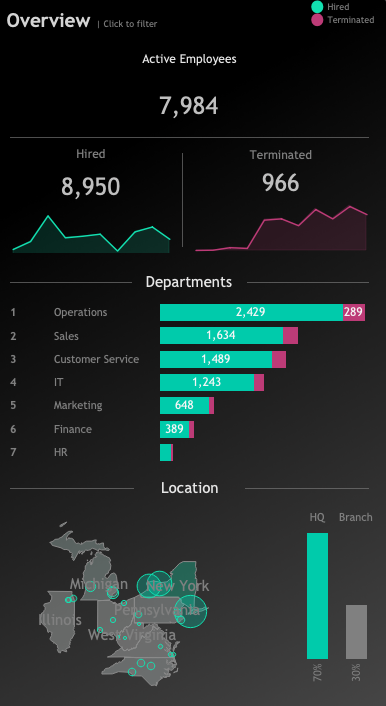 Overview | Click to filter
Hired
Terminated
Active Employees
7,984
Hired
8,950
Terminated
966
Departments
1 Operations 2,429 289
2 Sales 1,634
3 Customer Service 1,489
4 IT 1,243
5 Marketing 648
6 Finance 389
7 HR
Location
HQ Branch
Michigan
New York
Illinois
Pennsylvania
West Virginia
70% 30%